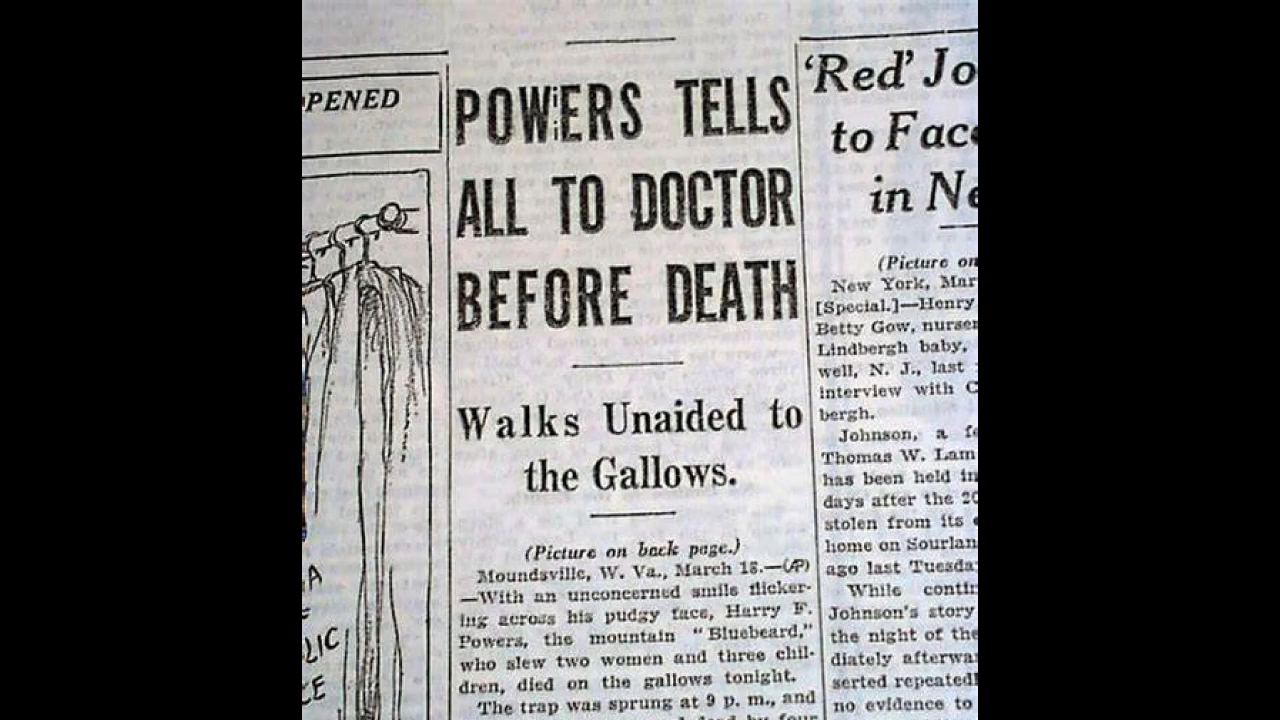 PENED
A
LIC
CE
POWERS TELLS
ALL TO DOCTOR
BEFORE DEATH
Walks Unaided to
the Gallows.
(Picture on back page.)
Moundsville, W. Va., March 18.—(AP)
—With an unconcerned smile flicker-
ing across his pudgy face, Harry F.
Powers, the mountain "Bluebeard,"
who slew two women and three chil-
dren, died on the gallows tonight.
The trap was sprung at 9 p. m., and
by four
'Red' Jo
to Fac
in Ne
(Picture on
New York, Mar
[Special.]—Henry
Betty Gow, nurse
Lindbergh baby,
well, N. J., last
interview with C
bergh.
Johnson, a f
Thomas W. Lam
has been held in
days after the 20
stolen from its
home on Sourlan
ago last Tuesda
While contin
Johnson's story
the night of the
diately afterwa
serted repeatedl
no evidence to